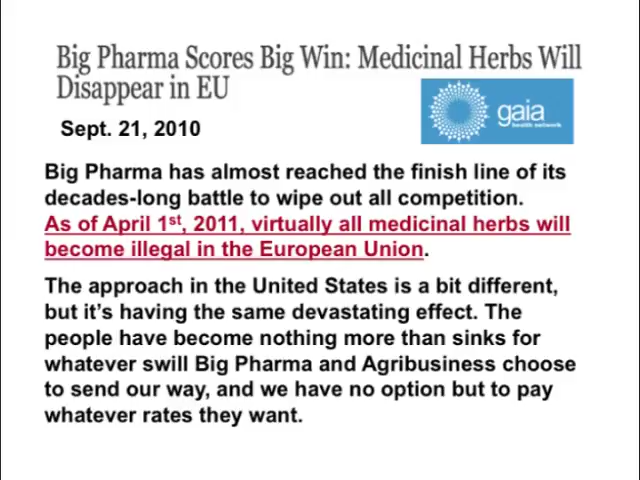 Big Pharma Scores Big Win: Medicinal Herbs Will
Disappear in EU
Sept. 21, 2010
gaia
health network
Big Pharma has almost reached the finish line of its
decades-long battle to wipe out all competition.
As of April 1st, 2011, virtually all medicinal herbs will
become illegal in the European Union.
The approach in the United States is a bit different,
but it's having the same devastating effect. The
people have become nothing more than sinks for
whatever swill Big Pharma and Agribusiness choose
to send our way, and we have no option but to pay
whatever rates they want.